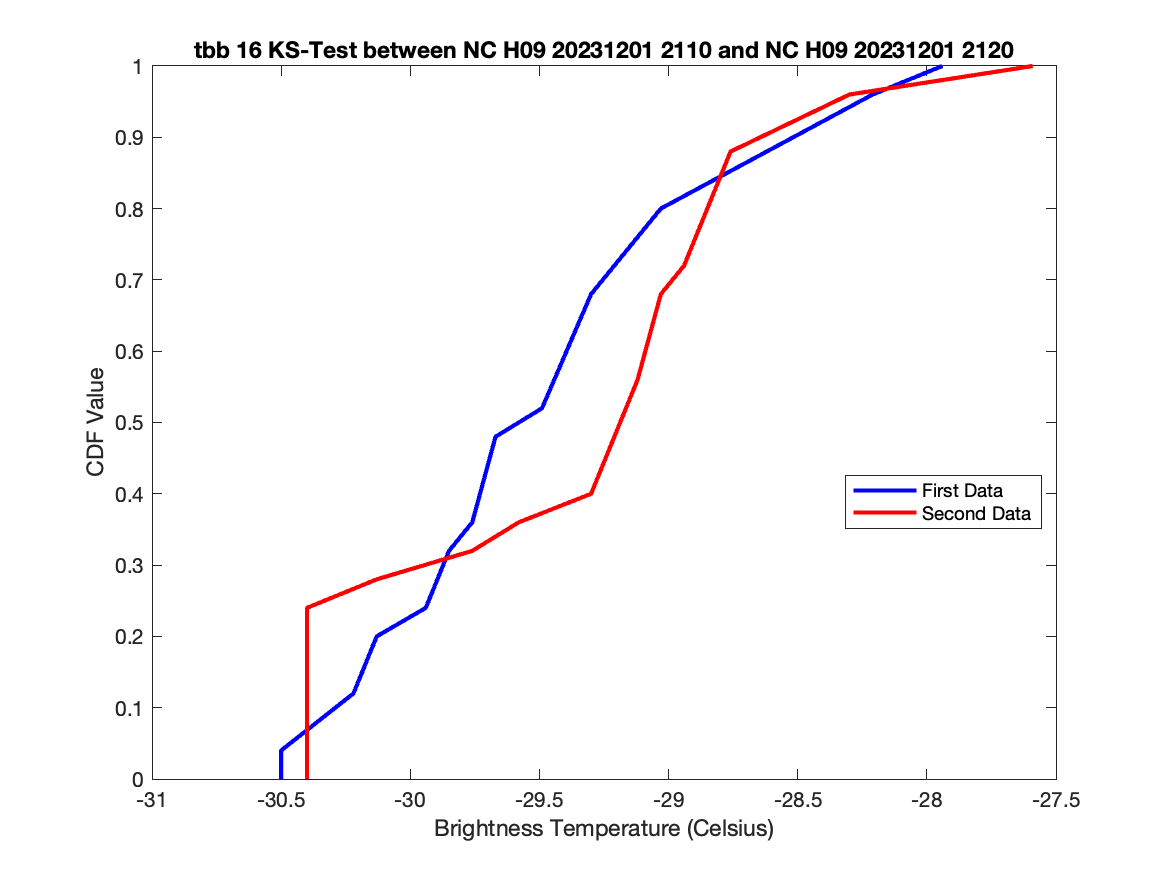 tbb 16 KS-Test between NC H09 20231201 2110 and NC H09 20231201 2120
1
0.9
0.8
0.7
0.6
0.5
0.4
0.3
0.2
0.1
0
CDF Value
First Data
Second Data
-31 -30.5 -30 -29.5 -29 -28.5 -28 -27.5
Brightness Temperature (Celsius)